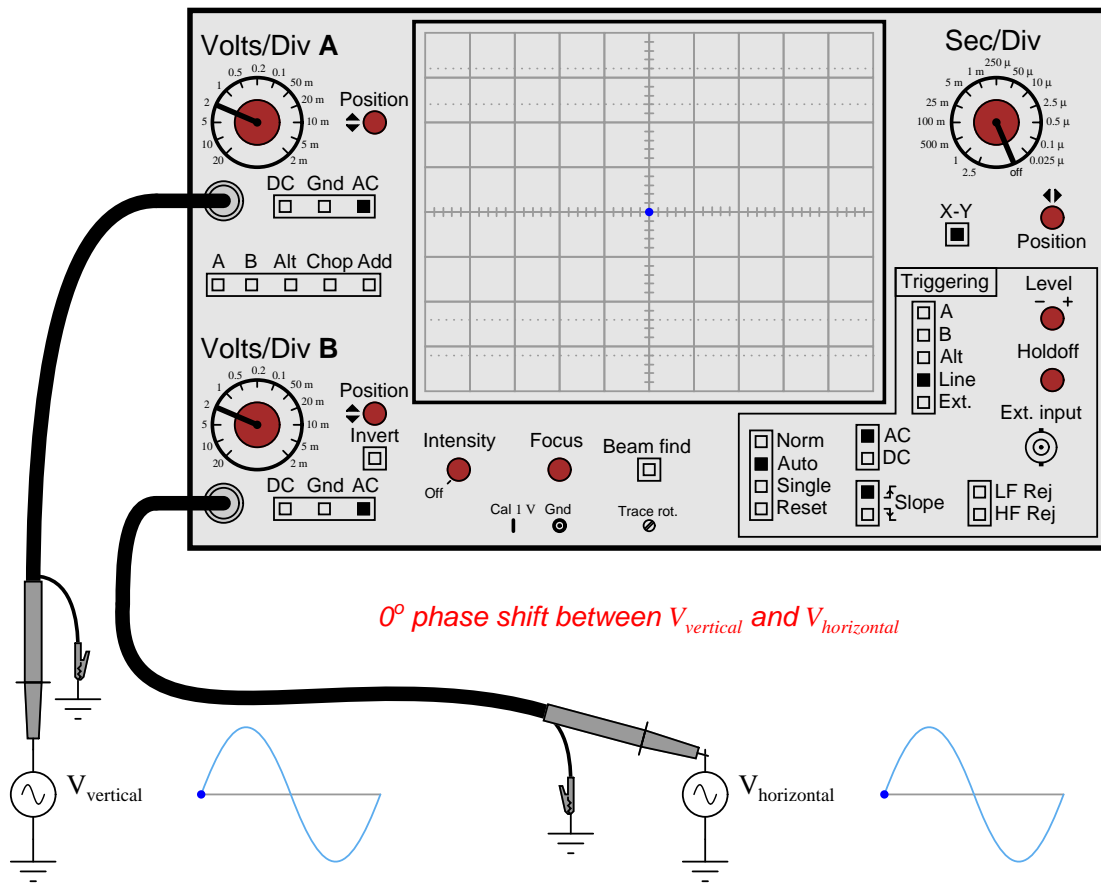 Volts/Div A
0.5 0.2 0.1
1 50 m
2 20 m
5 10 m
10 5 m
20 2 m
Position
DC Gnd AC
A B Alt Chop Add
Volts/Div B
0.5 0.2 0.1
1 50 m
2 20 m
5 10 m
10 5 m
20 2 m
Position
Invert
DC Gnd AC
Intensity
Off
Focus
Beam find
Cal 1 V Gnd
Trace rot.
Sec/Div
250 µ
1 m 50 µ
5 m 10 µ
25 m 2.5 µ
100 m 0.5 µ
500 m 0.1 µ
1 0.025 µ
2.5 off
X-Y
Position
Triggering
A
B
Alt
Line
Ext.
Level
− +
Holdoff
Ext. input
Norm
Auto
Single
Reset
AC
DC
Slope
LF Rej
HF Rej
0° phase shift between Vvertical and Vhorizontal
Vvertical
Vhorizontal